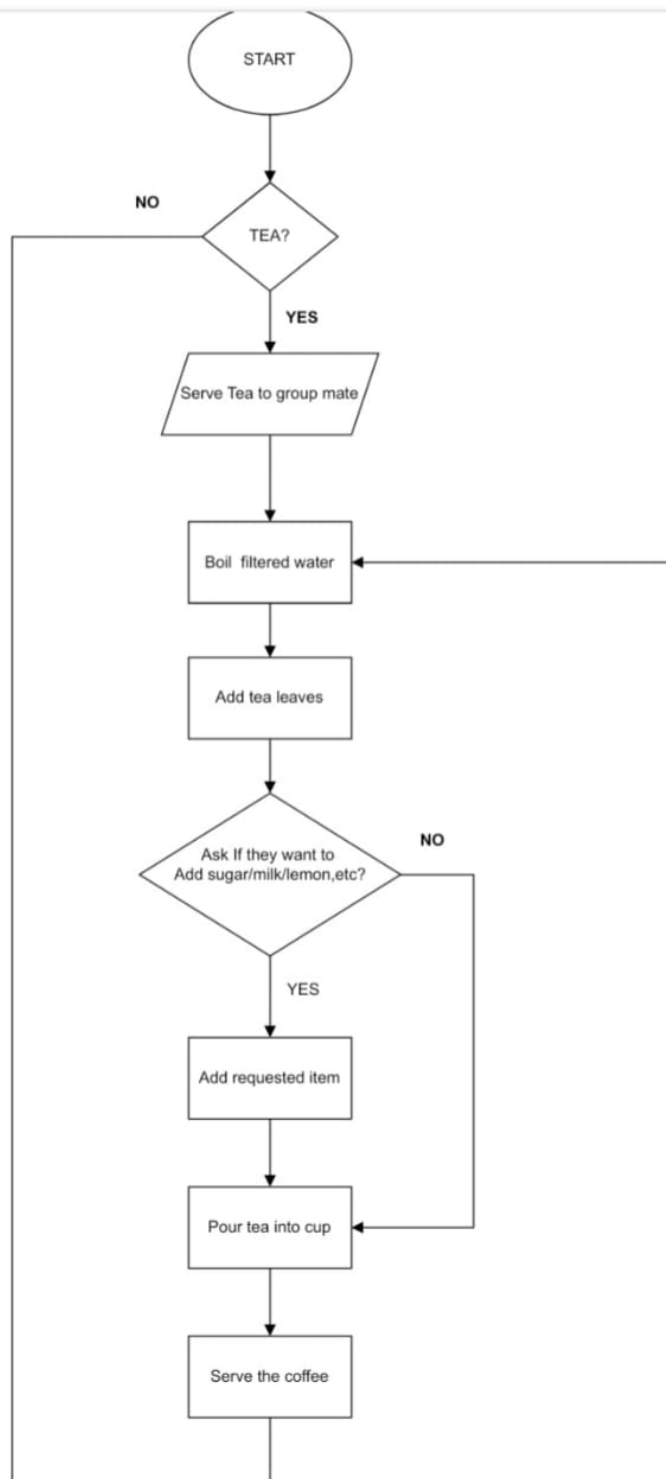 START
NO
TEA?
YES
Serve Tea to group mate
Boil filtered water
Add tea leaves
NO
Ask If they want to
Add sugar/milk/lemon,etc?
YES
Add requested item
Pour tea into cup
Serve the coffee